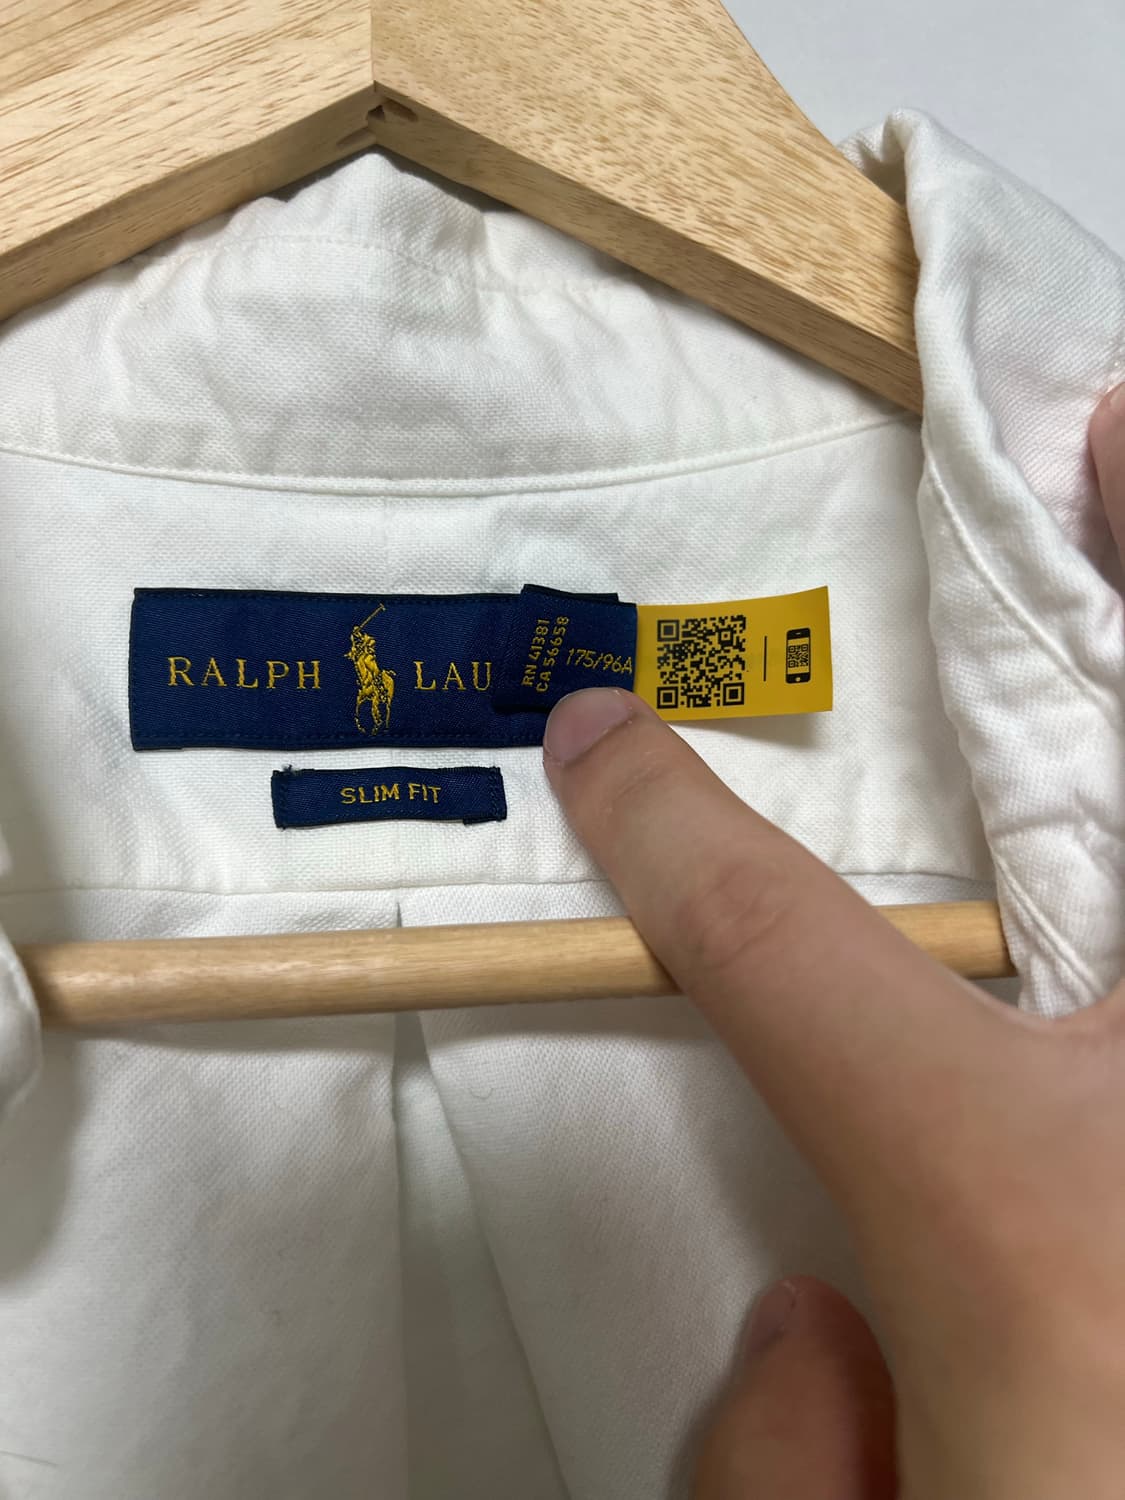 RALPH LAU
RN 41381
CA 56658
175/96A
SLIM FIT